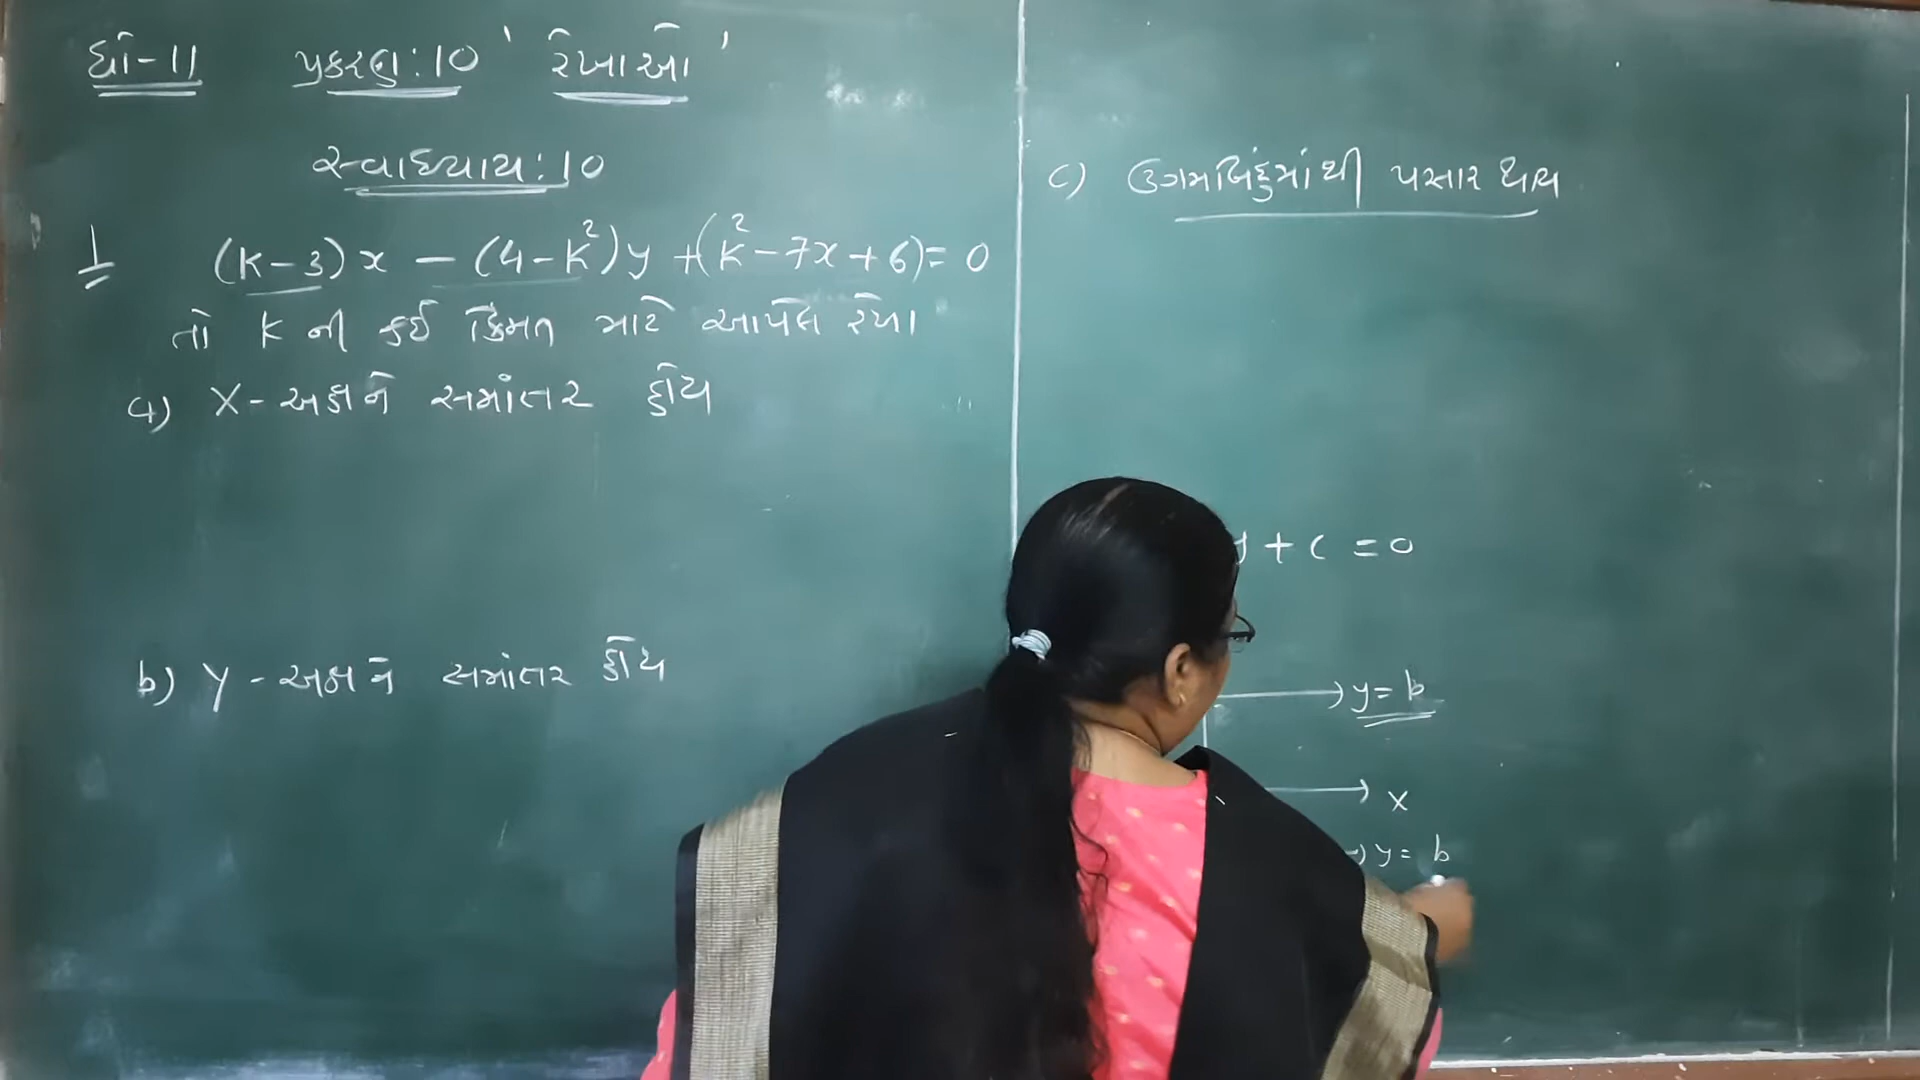 ધો-11 પ્રકરણ:10 ' રેખાઓ '
સ્વાધ્યાય:10
1 (k-3)x - (4-k²)y + (k²-7x+6) = 0
તો k ની કઈ કિંમત માટે આપેલ રેખા
a) X-અક્ષને સમાંતર હોય
b) Y-અક્ષને સમાંતર હોય
c) ઉગમબિંદુમાંથી પસાર થાય
y + c = 0
y = b
x
y = b